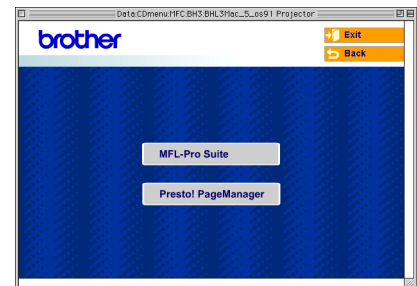 Data:CDmenu:MFC:BH3:BHL3Mac_5_os91 Projector
brother
Exit
Back
MFL-Pro Suite
Presto! PageManager